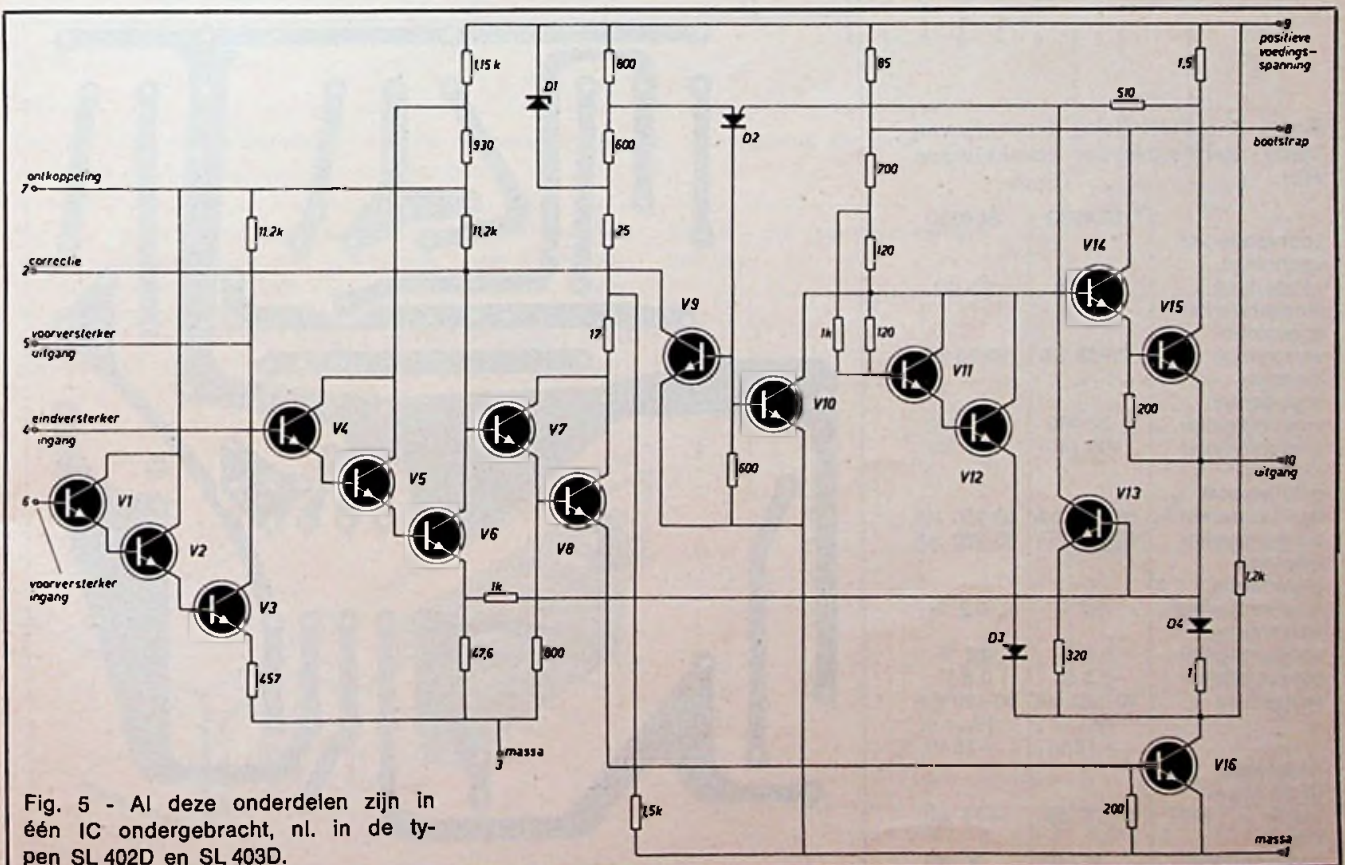 9
positieve
voedings-
spanning
1,15 k
800
85
1,5
D1
510
D2
8
bootstrap
930
600
700
7
ontkoppeling
11,2k
11,2k
25
120
V14
2
correctie
V9
V15
5
voorversterker
uitgang
17
1k
120
V11
V10
200
4
eindversterker
ingang
V4
V7
V12
10
uitgang
600
V5
V8
V13
6
V1
V6
V2
1,2k
voorversterker
ingang
V3
1k
D3
D4
47,6
800
320
1
457
massa
3
V16
Fig. 5 - Al deze onderdelen zijn in
één IC ondergebracht, nl. in de ty-
pen SL 402D en SL 403D.
1,5k
200
massa
1